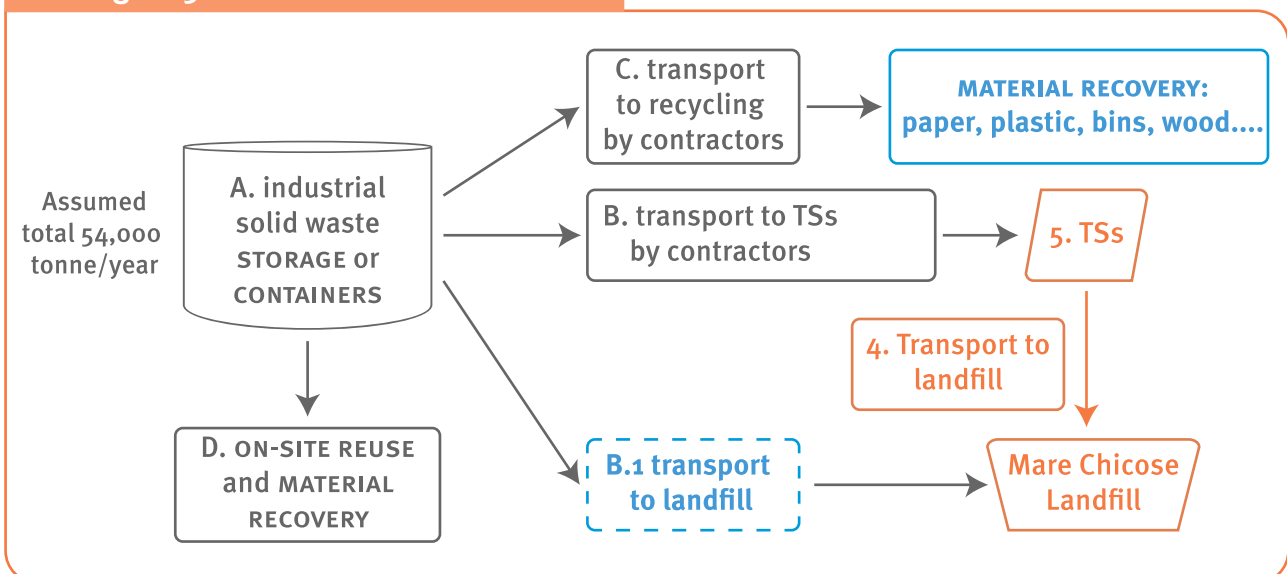 Assumed
total 54,000
tonne/year
A. industrial
solid waste
STORAGE or
CONTAINERS
C. transport
to recycling
by contractors
MATERIAL RECOVERY:
paper, plastic, bins, wood....
B. transport to TSs
by contractors
5. TSs
4. Transport to
landfill
D. ON-SITE REUSE
and MATERIAL
RECOVERY
B.1 transport
to landfill
Mare Chicose
Landfill